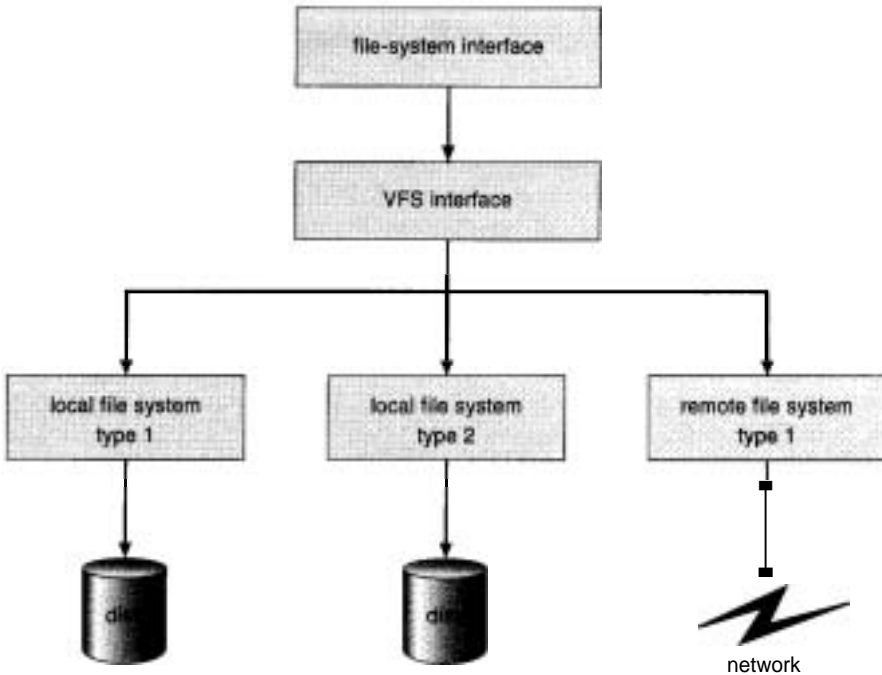 file-system interface
VFS interface
local file system
type 1
local file system
type 2
remote file system
type 1
network